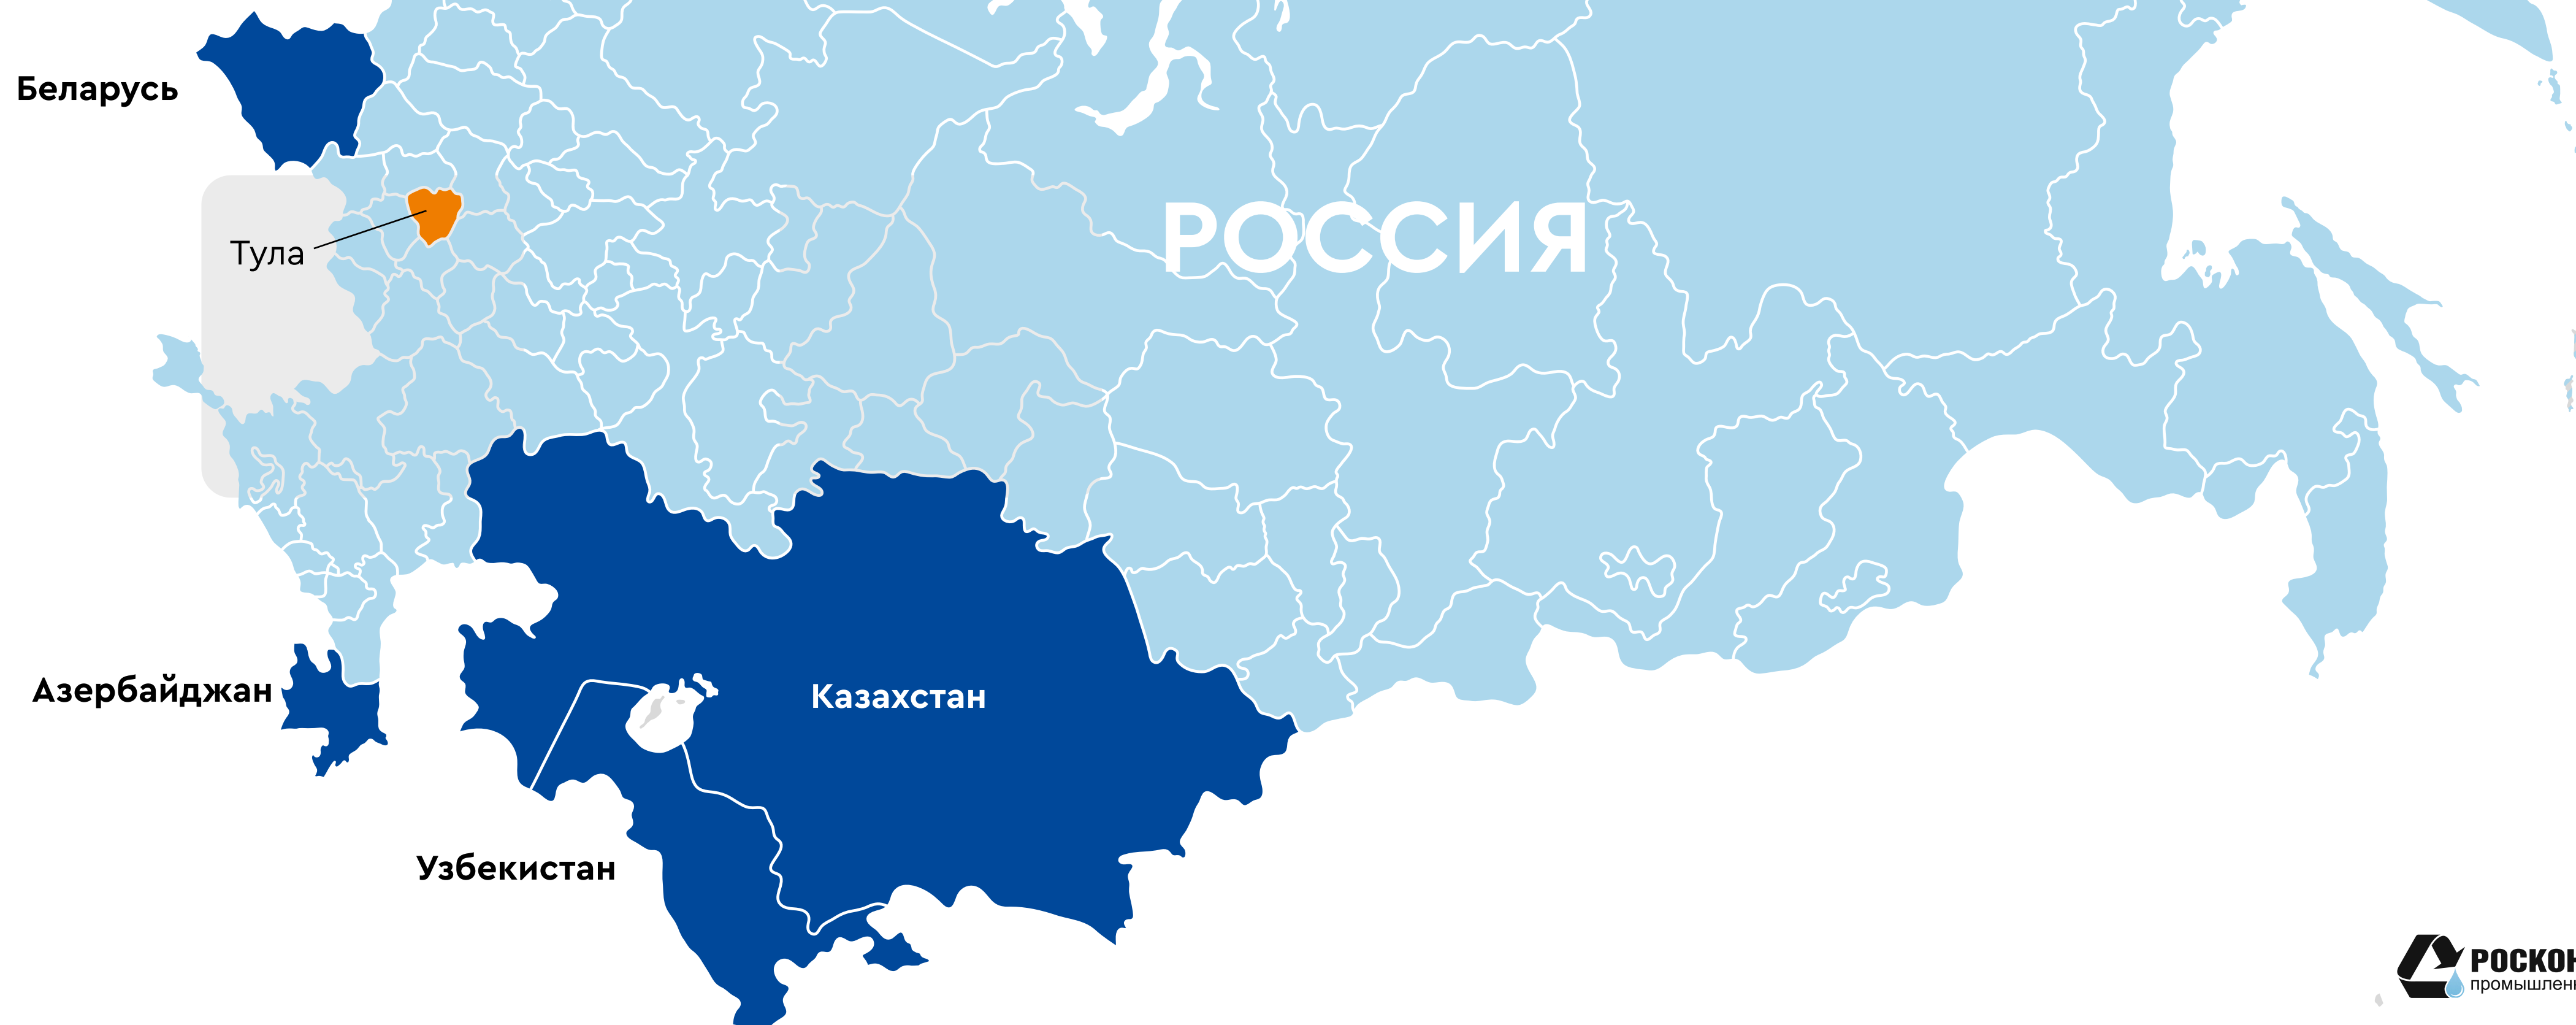 Беларусь
РОССИЯ
Тула
Азербайджан
Казахстан
Узбекистан